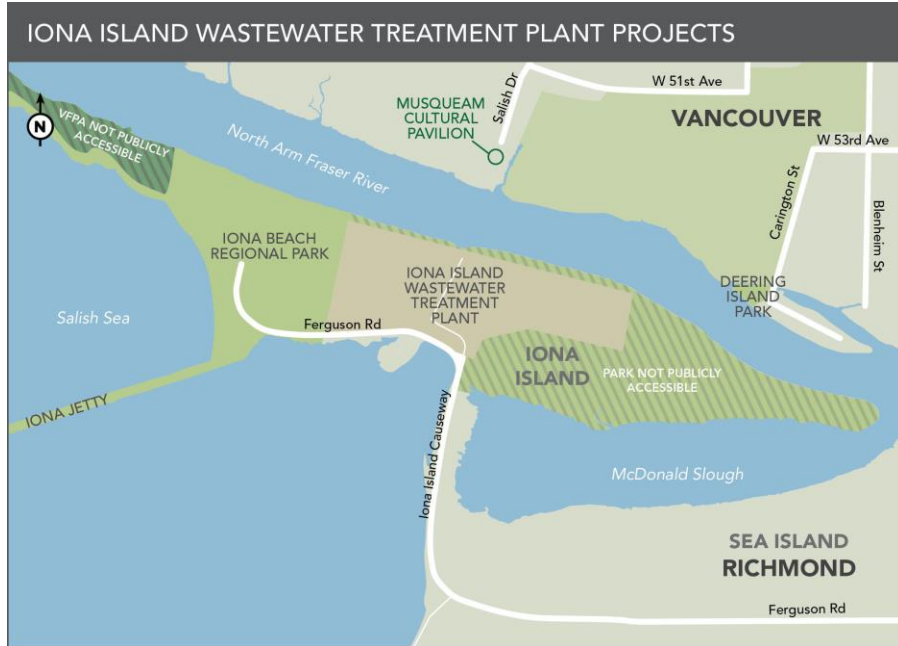 IONA ISLAND WASTEWATER TREATMENT PLANT PROJECTS
W 51st Ave
Salish Dr
MUSQUEAM
CULTURAL
PAVILION
VANCOUVER
W 53rd Ave
N
VFPA NOT PUBLICLY
ACCESSIBLE
North Arm Fraser River
Carington St
Blenheim St
IONA BEACH
REGIONAL PARK
IONA ISLAND
WASTEWATER
TREATMENT
PLANT
DEERING
ISLAND
PARK
Salish Sea
Ferguson Rd
IONA
ISLAND
PARK NOT PUBLICLY
ACCESSIBLE
IONA JETTY
Iona Island Causeway
McDonald Slough
SEA ISLAND
RICHMOND
Ferguson Rd